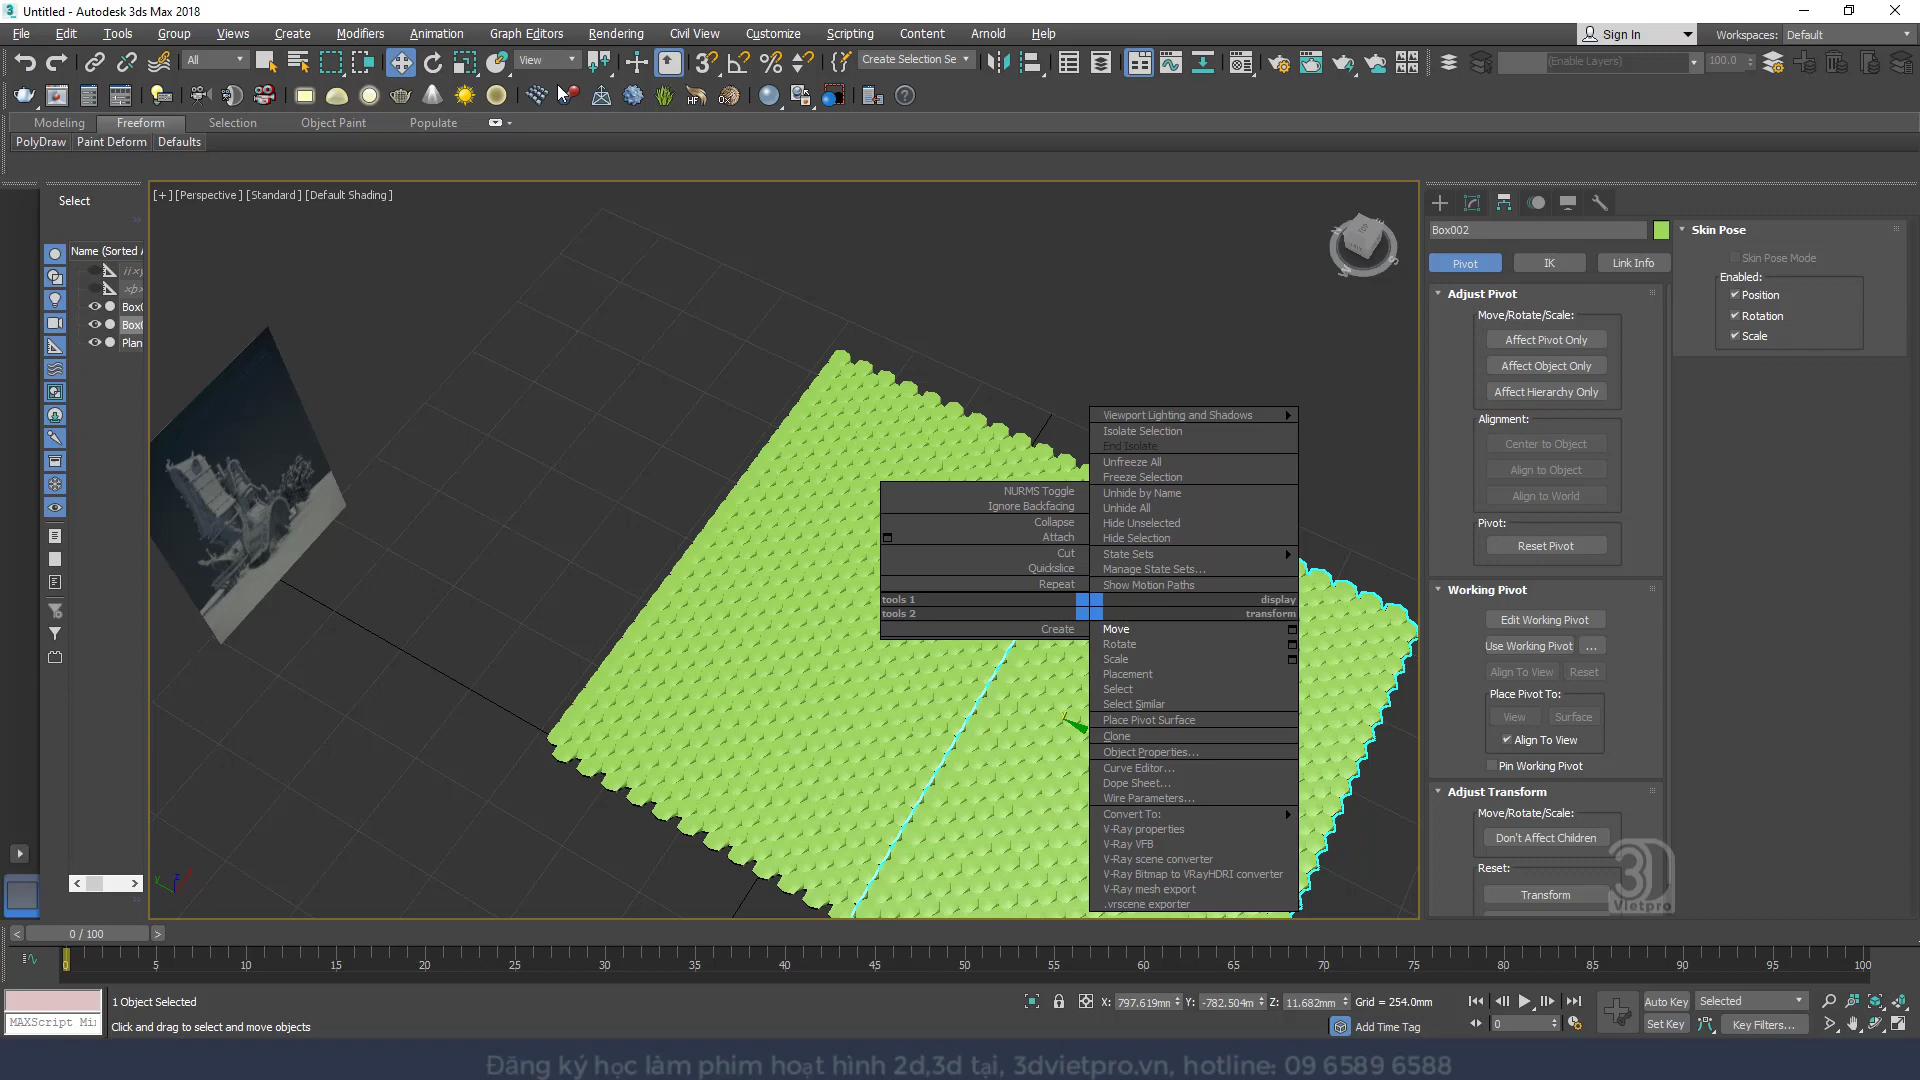 Untitled - Autodesk 3ds Max 2018
File Edit Tools Group Views Create Modifiers Animation Graph Editors Rendering Civil View Customize Scripting Content Arnold Help
Sign In
Workspaces: Default
All
View
Create Selection Se
(Enable Layers)
100.0
Modeling Freeform Selection Object Paint Populate
PolyDraw Paint Deform Defaults
Select
[+] [Perspective] [Standard] [Default Shading]
Name (Sorted A
Box0
Box0
Plan
Viewport Lighting and Shadows
Isolate Selection
End Isolate
Unfreeze All
Freeze Selection
Unhide by Name
Unhide All
Hide Unselected
Hide Selection
State Sets
Manage State Sets...
Show Motion Paths
display
transform
NURMS Toggle
Ignore Backfacing
Collapse
Attach
Cut
Quickslice
Repeat
tools 1
tools 2
Create
Move
Rotate
Scale
Placement
Select
Select Similar
Place Pivot Surface
Clone
Object Properties...
Curve Editor...
Dope Sheet...
Wire Parameters...
Convert To:
V-Ray properties
V-Ray VFB
V-Ray scene converter
V-Ray Bitmap to VRayHDRI converter
V-Ray mesh export
.vrscene exporter
Box002
Pivot IK Link Info
Adjust Pivot
Move/Rotate/Scale:
Affect Pivot Only
Affect Object Only
Affect Hierarchy Only
Alignment:
Center to Object
Align to Object
Align to World
Pivot:
Reset Pivot
Working Pivot
Edit Working Pivot
Use Working Pivot ...
Align To View Reset
Place Pivot To:
View Surface
Align To View
Pin Working Pivot
Adjust Transform
Move/Rotate/Scale:
Don't Affect Children
Reset:
Transform
Skin Pose
Skin Pose Mode
Enabled:
Position
Rotation
Scale
3D
Vietpro
0 / 100
0 5 10 15 20 25 30 35 40 45 50 55 60 65 70 75 80 85 90 95 100
1 Object Selected
MAXScript Mi
Click and drag to select and move objects
X: 797.619mm Y: -782.504m Z: 11.682mm Grid = 254.0mm
Add Time Tag
0
Auto Key Selected
Set Key Key Filters...
Đăng ký học làm phim hoạt hình 2d,3d tại, 3dvietpro.vn, hotline: 09 6589 6588